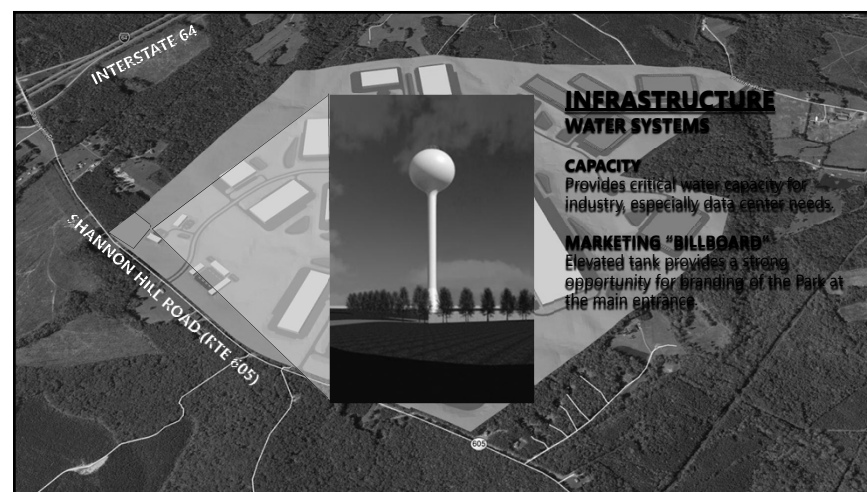 INTERSTATE 64
INFRASTRUCTURE
WATER SYSTEMS
CAPACITY
Provides critical water capacity for
industry, especially data center needs.
SHANNON HILL ROAD (RTE 605)
MARKETING "BILLBOARD"
Elevated tank provides a strong
opportunity for branding of the Park at
the main entrance.
605